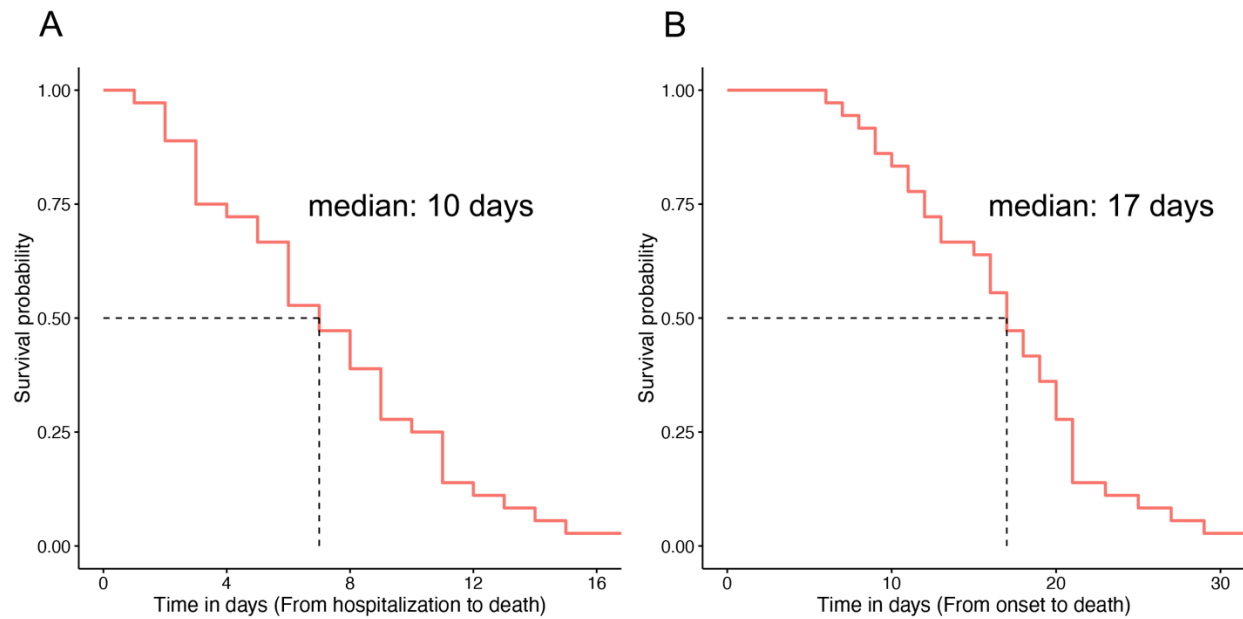 A
1.00
0.75
0.50
0.25
0.00
Survival probability
median: 10 days
0 4 8 12 16
Time in days (From hospitalization to death)
B
1.00
0.75
0.50
0.25
0.00
Survival probability
median: 17 days
0 10 20 30
Time in days (From onset to death)